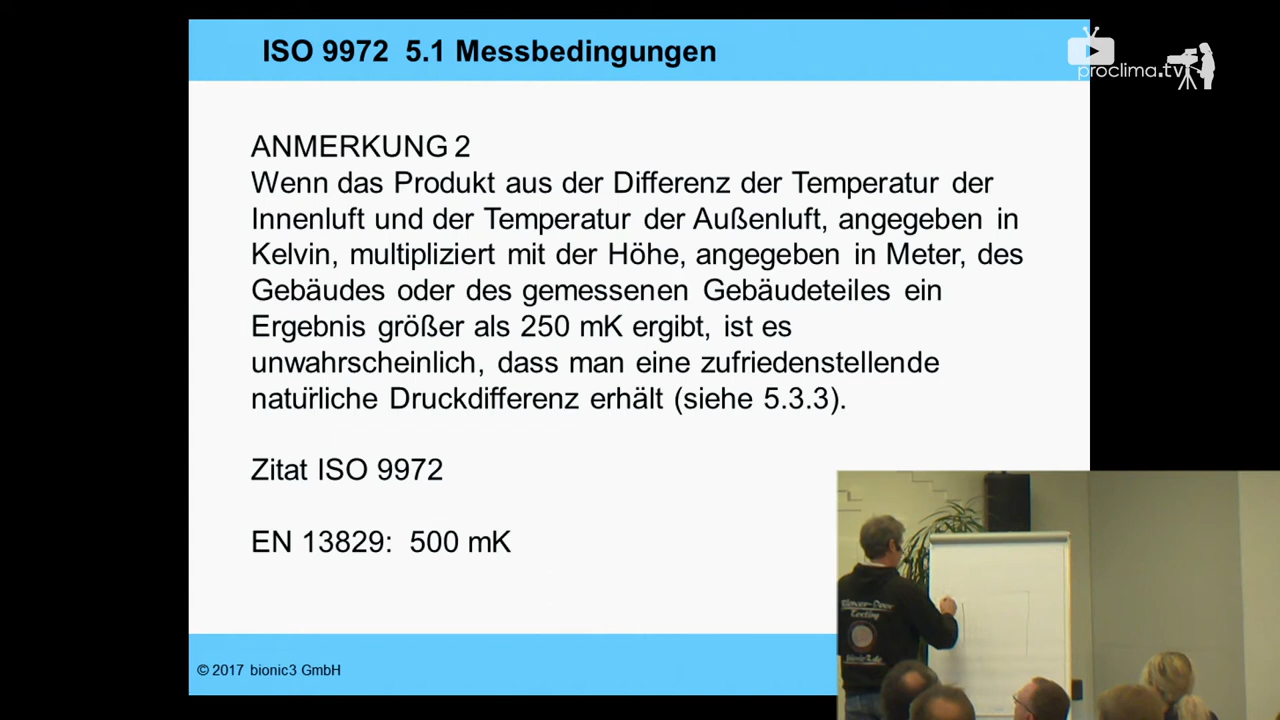 ISO 9972 5.1 Messbedingungen
proclima.tv
ANMERKUNG 2
Wenn das Produkt aus der Differenz der Temperatur der
Innenluft und der Temperatur der Außenluft, angegeben in
Kelvin, multipliziert mit der Höhe, angegeben in Meter, des
Gebäudes oder des gemessenen Gebäudeteiles ein
Ergebnis größer als 250 mK ergibt, ist es
unwahrscheinlich, dass man eine zufriedenstellende
natürliche Druckdifferenz erhält (siehe 5.3.3).
Zitat ISO 9972
EN 13829: 500 mK
Blower-Door
Testing
© 2017 bionic3 GmbH